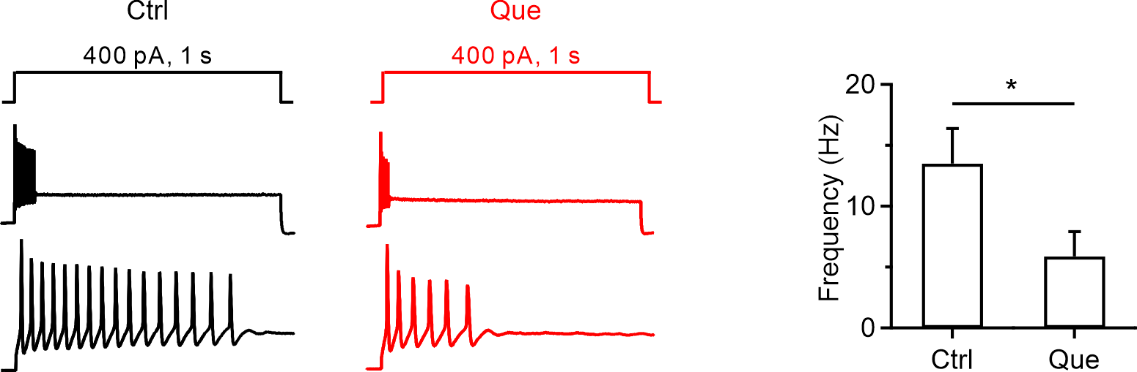 Ctrl
Que
400 pA, 1 s
400 pA, 1 s
*
20
10
0
Frequency (Hz)
Ctrl
Que